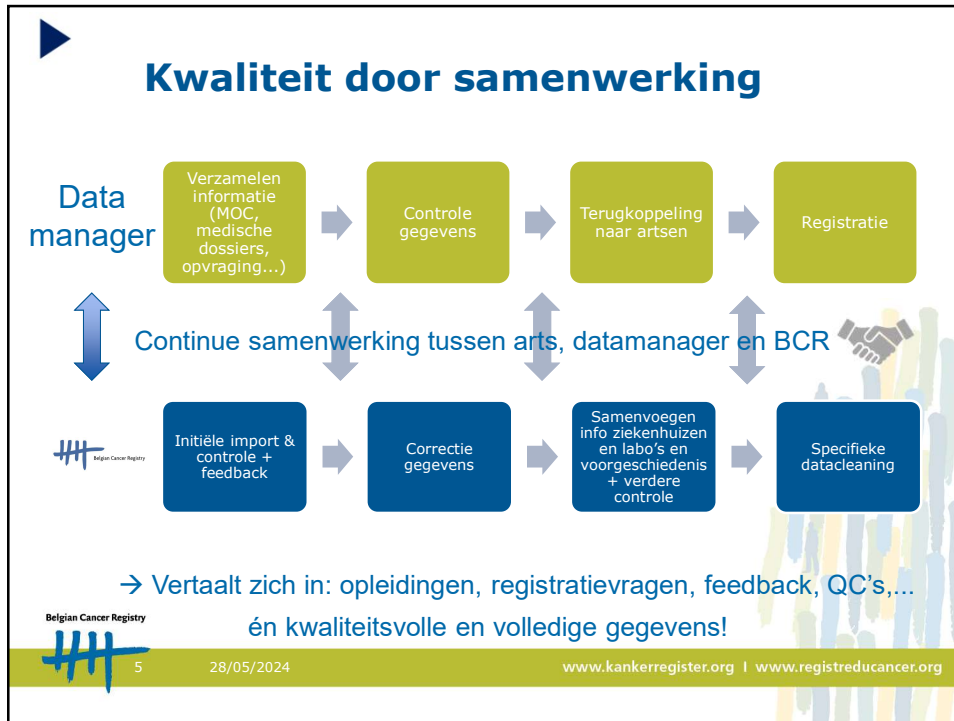 Kwaliteit door samenwerking
Data
manager
Verzamelen
informatie
(MOC,
medische
dossiers,
opvraging...)
Controle
gegevens
Terugkoppeling
naar artsen
Registratie
Continue samenwerking tussen arts, datamanager en BCR
Belgian Cancer Registry
Initiële import &
controle +
feedback
Correctie
gegevens
Samenvoegen
info ziekenhuizen
en labo's en
voorgeschiedenis
+ verdere
controle
Specifieke
datacleaning
→ Vertaalt zich in: opleidingen, registratievragen, feedback, QC's,...
én kwaliteitsvolle en volledige gegevens!
Belgian Cancer Registry
5 28/05/2024 www.kankerregister.org I www.registreducancer.org